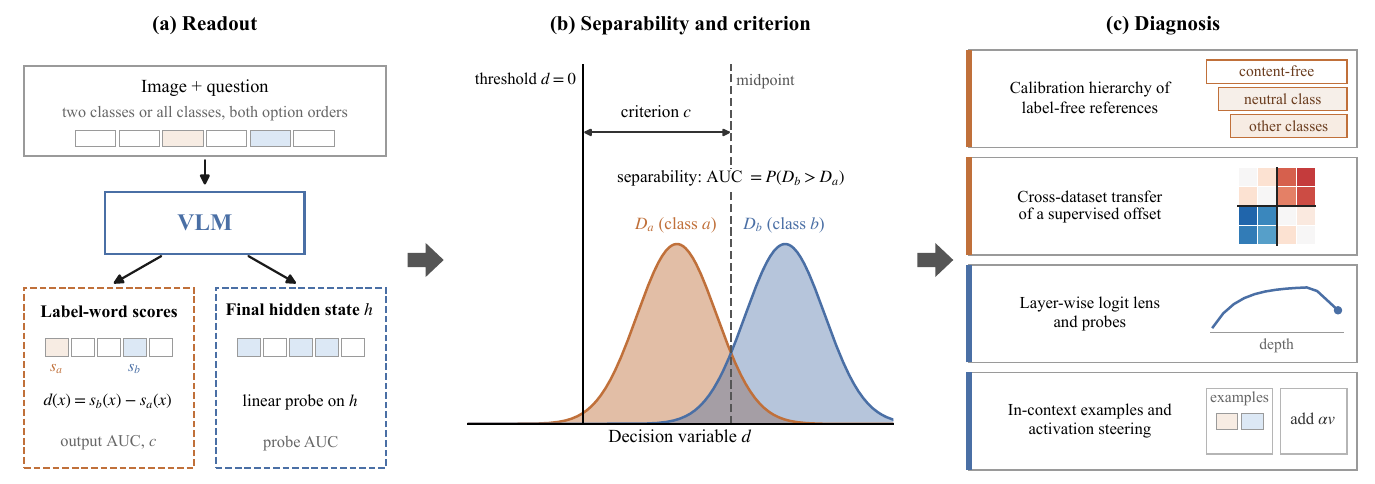 (a) Readout
Image + question
two classes or all classes, both option orders
VLM
Label-word scores
sₐ
s_b
d(x) = s_b(x) − sₐ(x)
output AUC, c
Final hidden state h
linear probe on h
probe AUC
(b) Separability and criterion
threshold d = 0
midpoint
criterion c
separability: AUC = P(D_b > Dₐ)
Dₐ (class a)
D_b (class b)
Decision variable d
(c) Diagnosis
Calibration hierarchy of
label-free references
content-free
neutral class
other classes
Cross-dataset transfer
of a supervised offset
Layer-wise logit lens
and probes
depth
In-context examples and
activation steering
examples
add αv